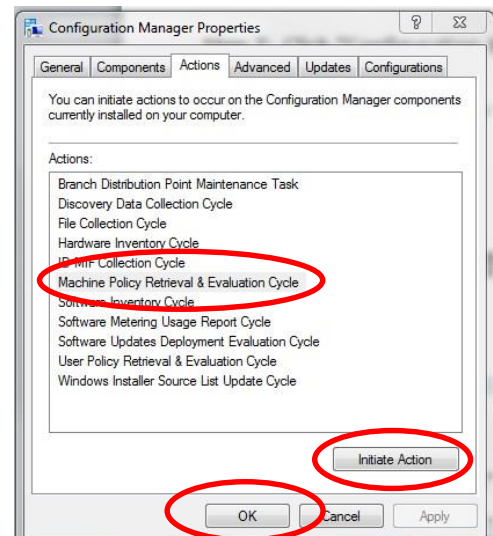 Configuration Manager Properties
General Components Actions Advanced Updates Configurations
You can initiate actions to occur on the Configuration Manager components
currently installed on your computer.
Actions:
Branch Distribution Point Maintenance Task
Discovery Data Collection Cycle
File Collection Cycle
Hardware Inventory Cycle
ID-MIF Collection Cycle
Machine Policy Retrieval & Evaluation Cycle
Software Inventory Cycle
Software Metering Usage Report Cycle
Software Updates Deployment Evaluation Cycle
User Policy Retrieval & Evaluation Cycle
Windows Installer Source List Update Cycle
Initiate Action
OK Cancel Apply